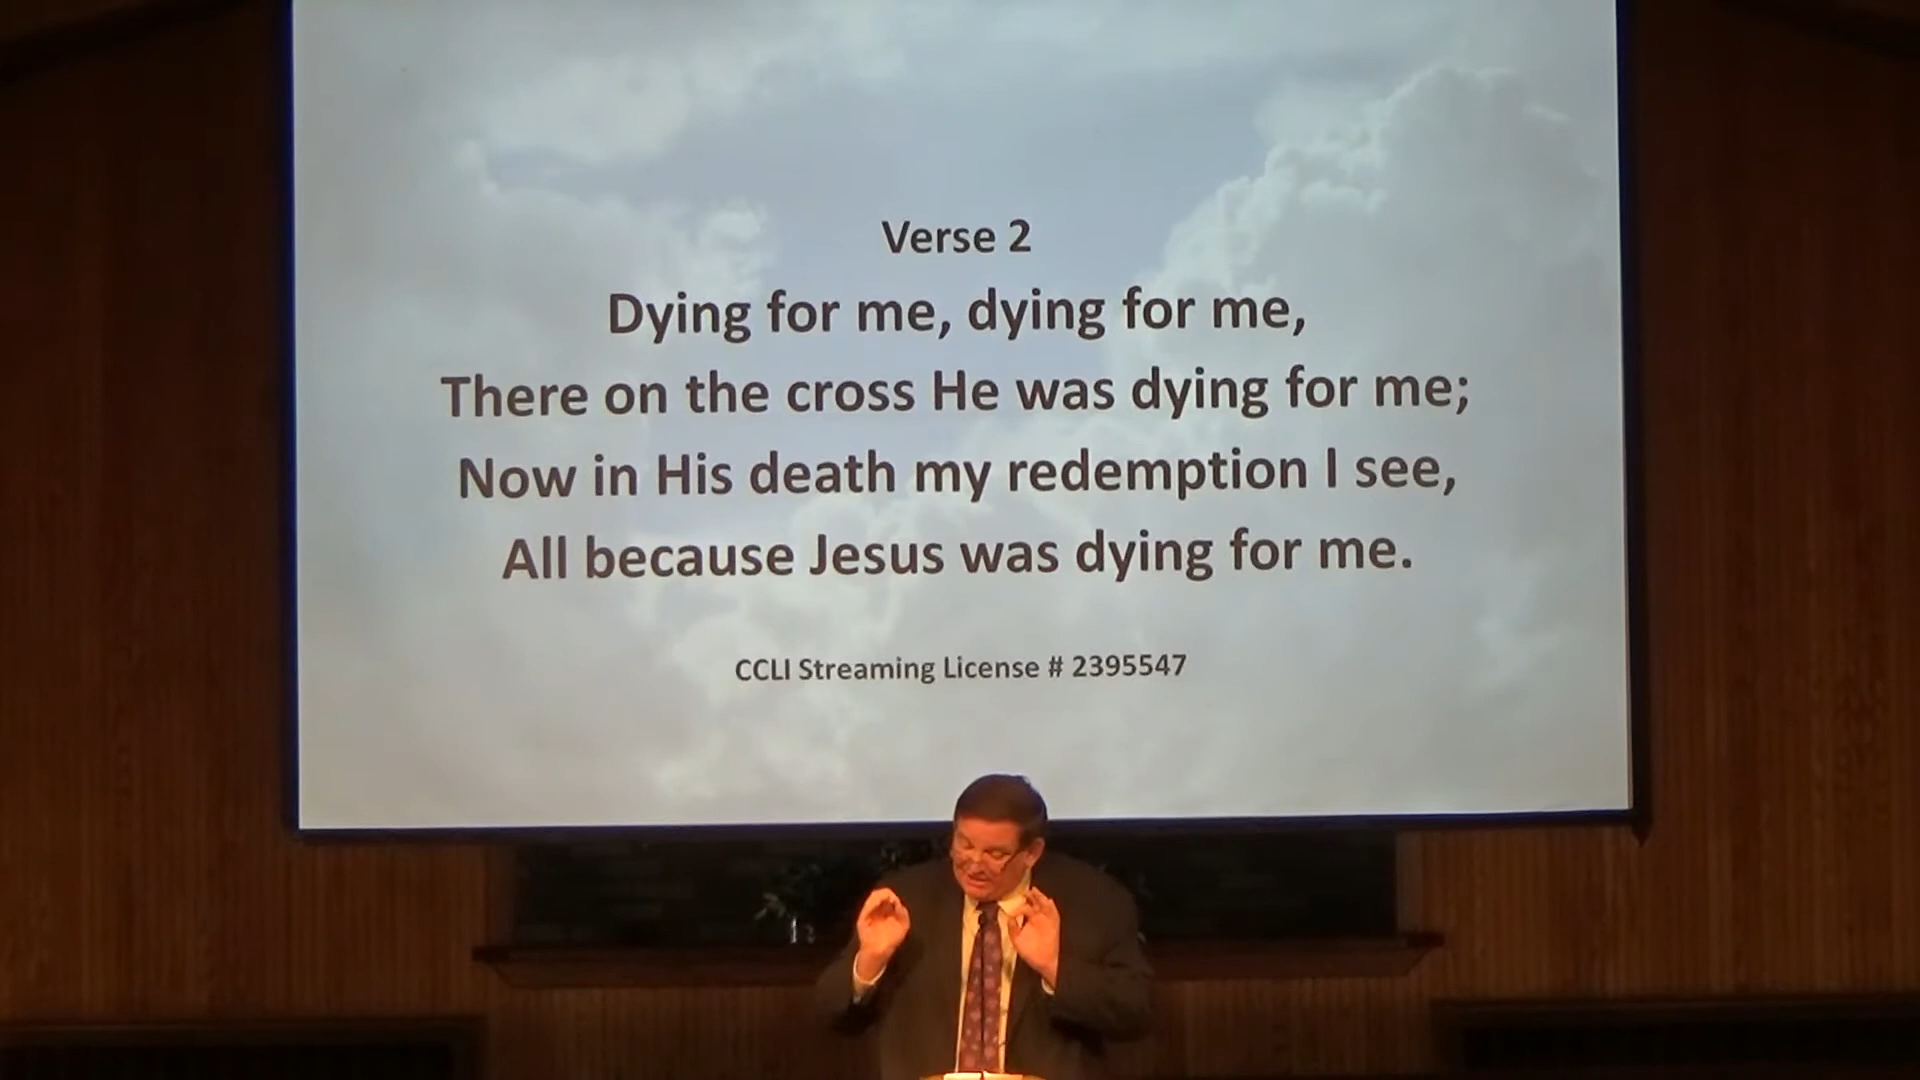 Verse 2
Dying for me, dying for me,
There on the cross He was dying for me;
Now in His death my redemption I see,
All because Jesus was dying for me.
CCLI Streaming License # 2395547